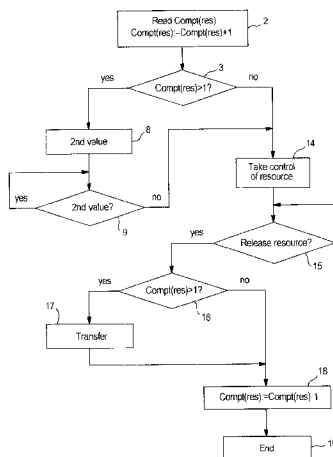 Read Compt(res)
Compt(res):=Compt(res)+1
2
3
Compt(res)>1?
yes
no
2nd value
8
14
Take control
of resource
2nd value?
yes
no
9
yes
Release resource?
15
Compt(res)>1?
no
17
16
Transfer
18
Compt(res):=Compt(res)-1
End